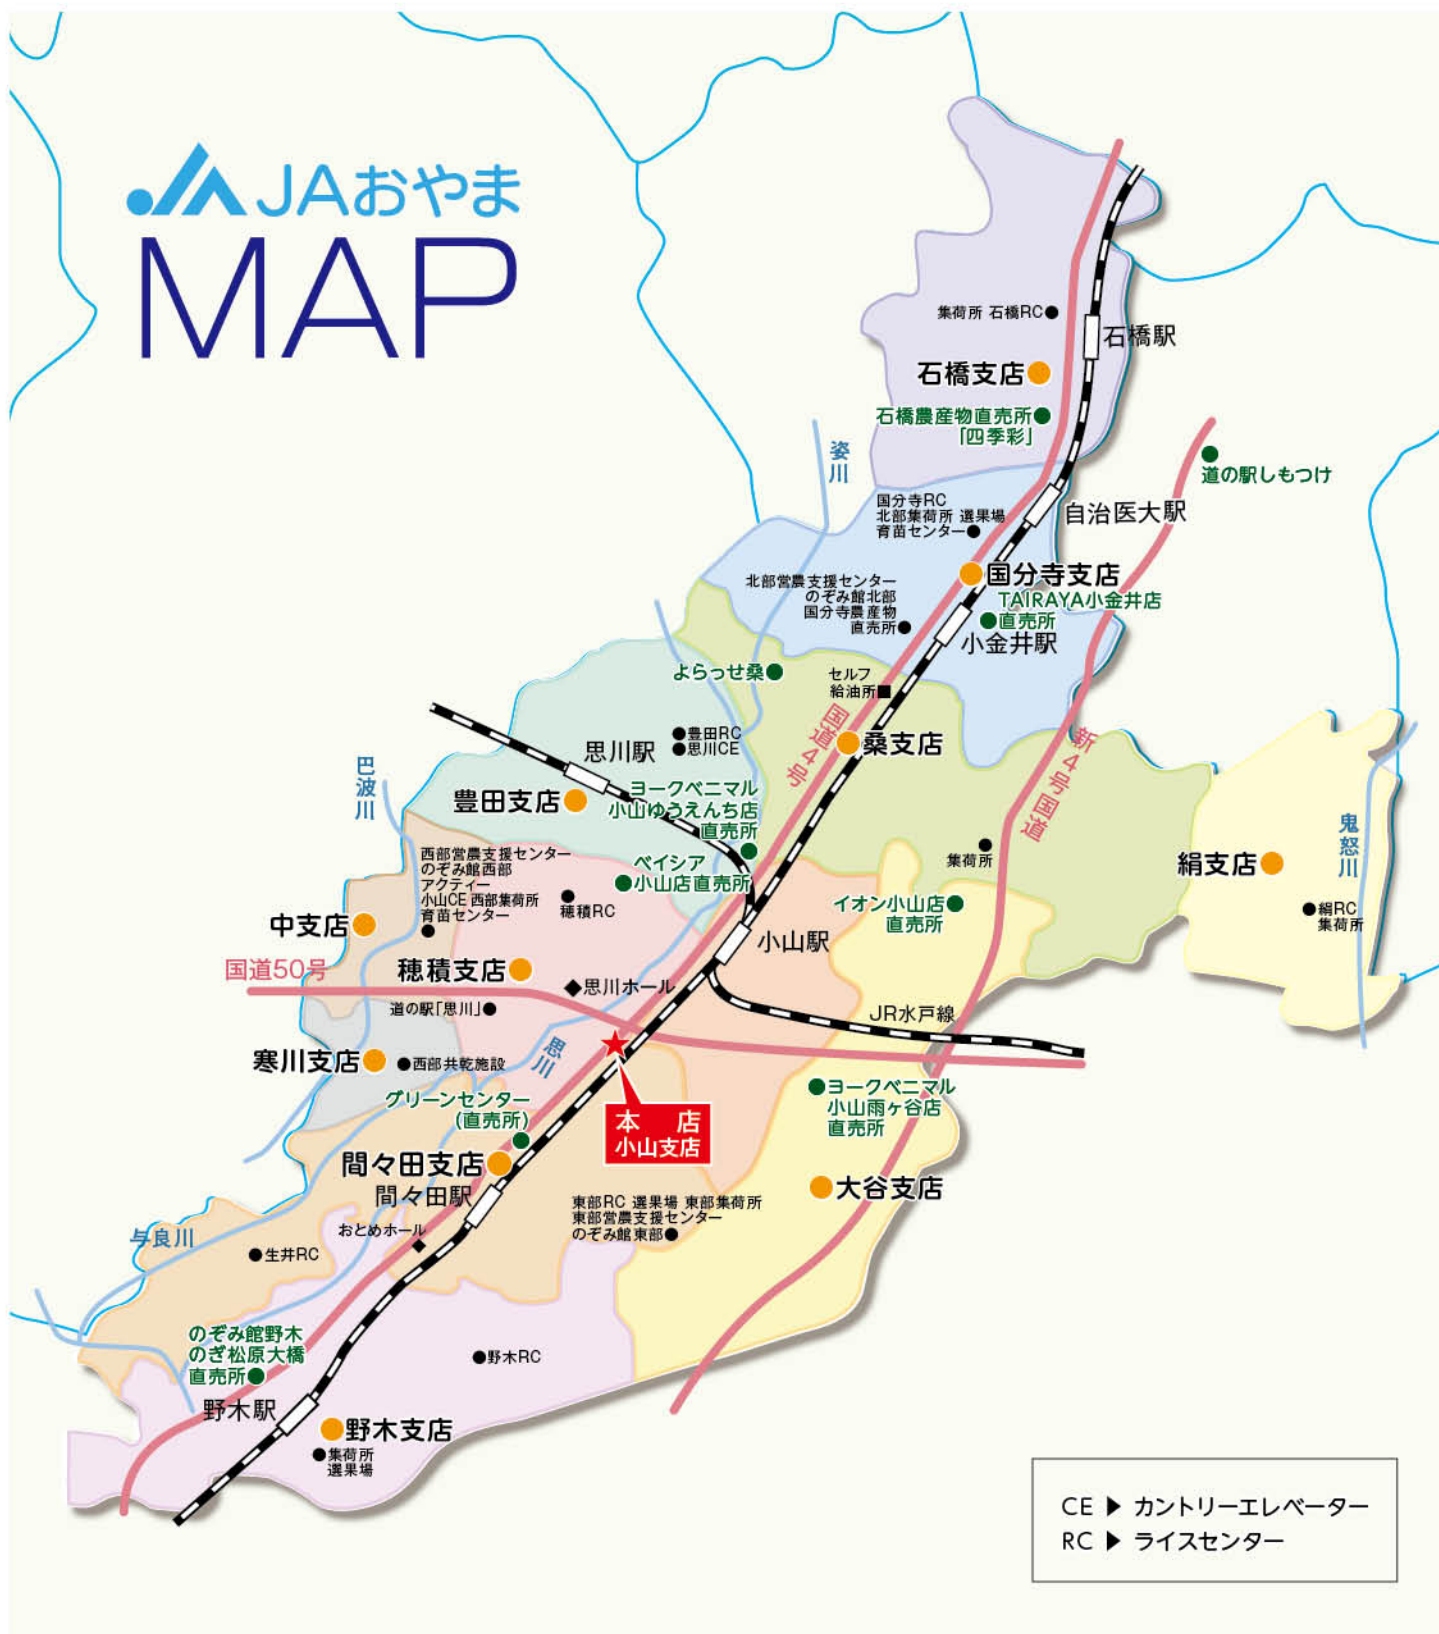 JAおやま
MAP
集荷所 石橋RC
石橋駅
石橋支店
石橋農産物直売所
「四季彩」
姿川
道の駅しもつけ
国分寺RC
北部集荷所 選果場
育苗センター
自治医大駅
国分寺支店
北部営農支援センター
のぞみ館北部
国分寺農産物
直売所
TAIRAYA小金井店
直売所
小金井駅
よらっせ桑
セルフ
給油所
国道4号
新4号国道
豊田RC
思川CE
思川駅
桑支店
巴波川
豊田支店
ヨークベニマル
小山ゆうえんち店
直売所
鬼怒川
西部営農支援センター
のぞみ館西部
アクティー
小山CE 西部集荷所
育苗センター
ベイシア
小山店直売所
集荷所
絹支店
穂積RC
イオン小山店
直売所
絹RC
集荷所
中支店
小山駅
国道50号
穂積支店
思川ホール
道の駅「思川」
JR水戸線
思川
寒川支店
西部共乾施設
グリーンセンター
(直売所)
本 店
小山支店
ヨークベニマル
小山雨ヶ谷店
直売所
間々田支店
間々田駅
大谷支店
東部RC 選果場 東部集荷所
東部営農支援センター
のぞみ館東部
おとめホール
与良川
生井RC
のぞみ館野木
のぎ松原大橋
直売所
野木RC
野木駅
野木支店
集荷所
選果場
CE ▶ カントリーエレベーター
RC ▶ ライスセンター